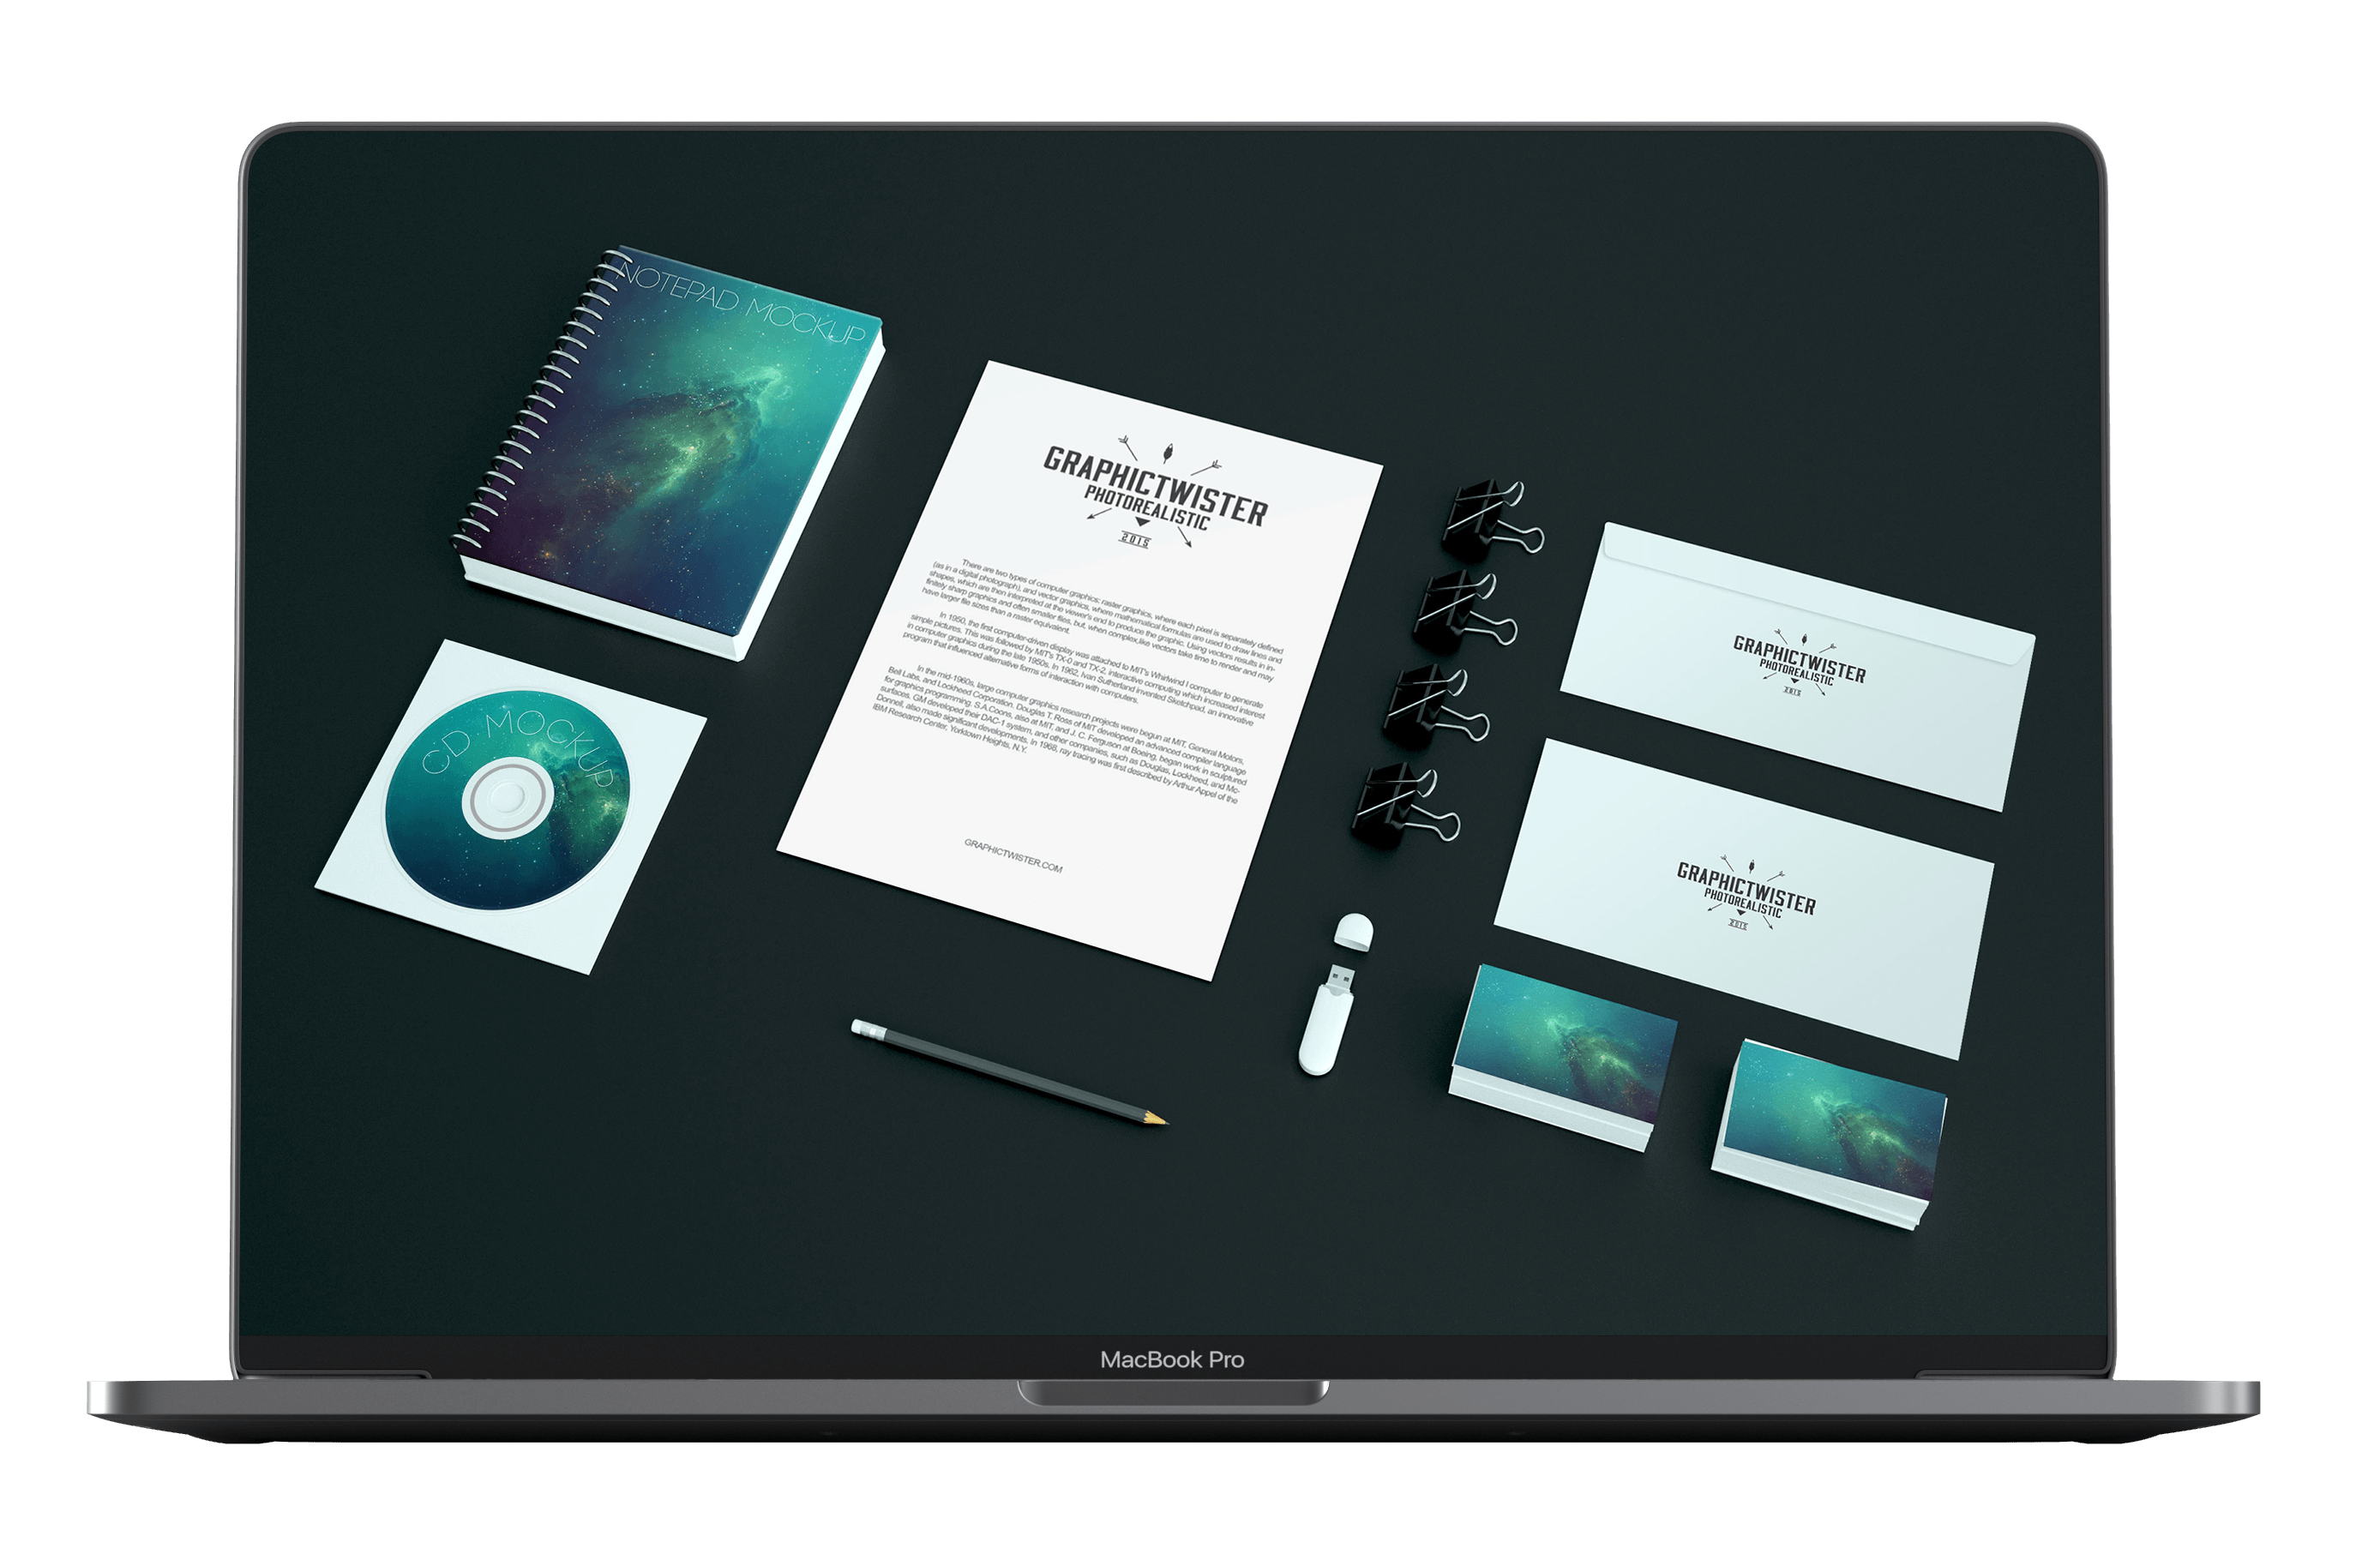 NOTEPAD MOCKUP
CD MOCKUP
GRAPHICTWISTER
PHOTOREALISTIC
2015
There are two types of computer graphics: raster graphics, where each pixel is separately defined
(as in a digital photograph), and vector graphics, where mathematical formulas are used to draw lines and
shapes, which are then interpreted at the viewer's end to produce the graphic. Using vectors results in in-
finitely sharp graphics and often smaller files, but, when complex,like vectors take time to render and may
have larger file sizes than a raster equivalent.
In 1950, the first computer-driven display was attached to MIT's Whirlwind I computer to generate
simple pictures. This was followed by MIT's TX-0 and TX-2, interactive computing which increased interest
in computer graphics during the late 1950s. In 1962, Ivan Sutherland invented Sketchpad, an innovative
program that influenced alternative forms of interaction with computers.
In the mid-1960s, large computer graphics research projects were begun at MIT, General Motors,
Bell Labs, and Lockheed Corporation. Douglas T. Ross of MIT developed an advanced compiler language
for graphics programming. S.A.Coons, also at MIT, and J. C. Ferguson at Boeing, began work in sculptured
surfaces. GM developed their DAC-1 system, and other companies, such as Douglas, Lockheed, and Mc-
Donnell, also made significant developments. In 1968, ray tracing was first described by Arthur Appel of the
IBM Research Center, Yorktown Heights, N.Y.
GRAPHICTWISTER.COM
GRAPHICTWISTER
PHOTOREALISTIC
2015
GRAPHICTWISTER
PHOTOREALISTIC
2015
MacBook Pro